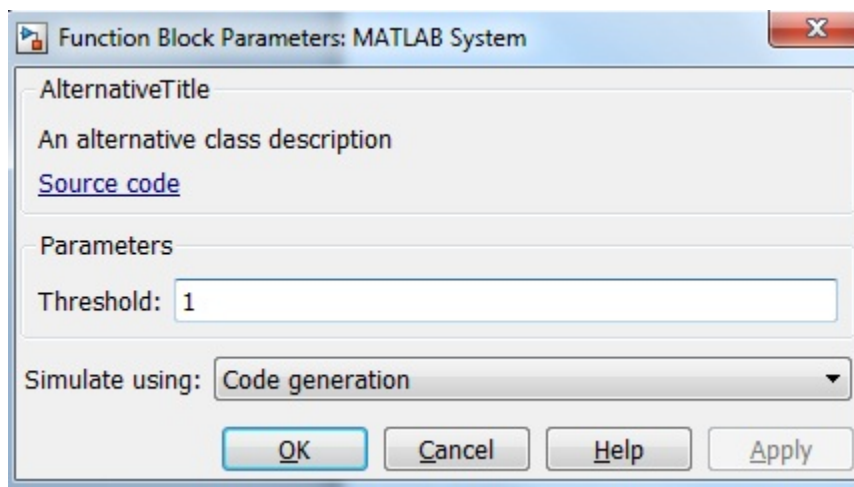 Function Block Parameters: MATLAB System
AlternativeTitle
An alternative class description
Source code
Parameters
Threshold: 1
Simulate using: Code generation
OK Cancel Help Apply